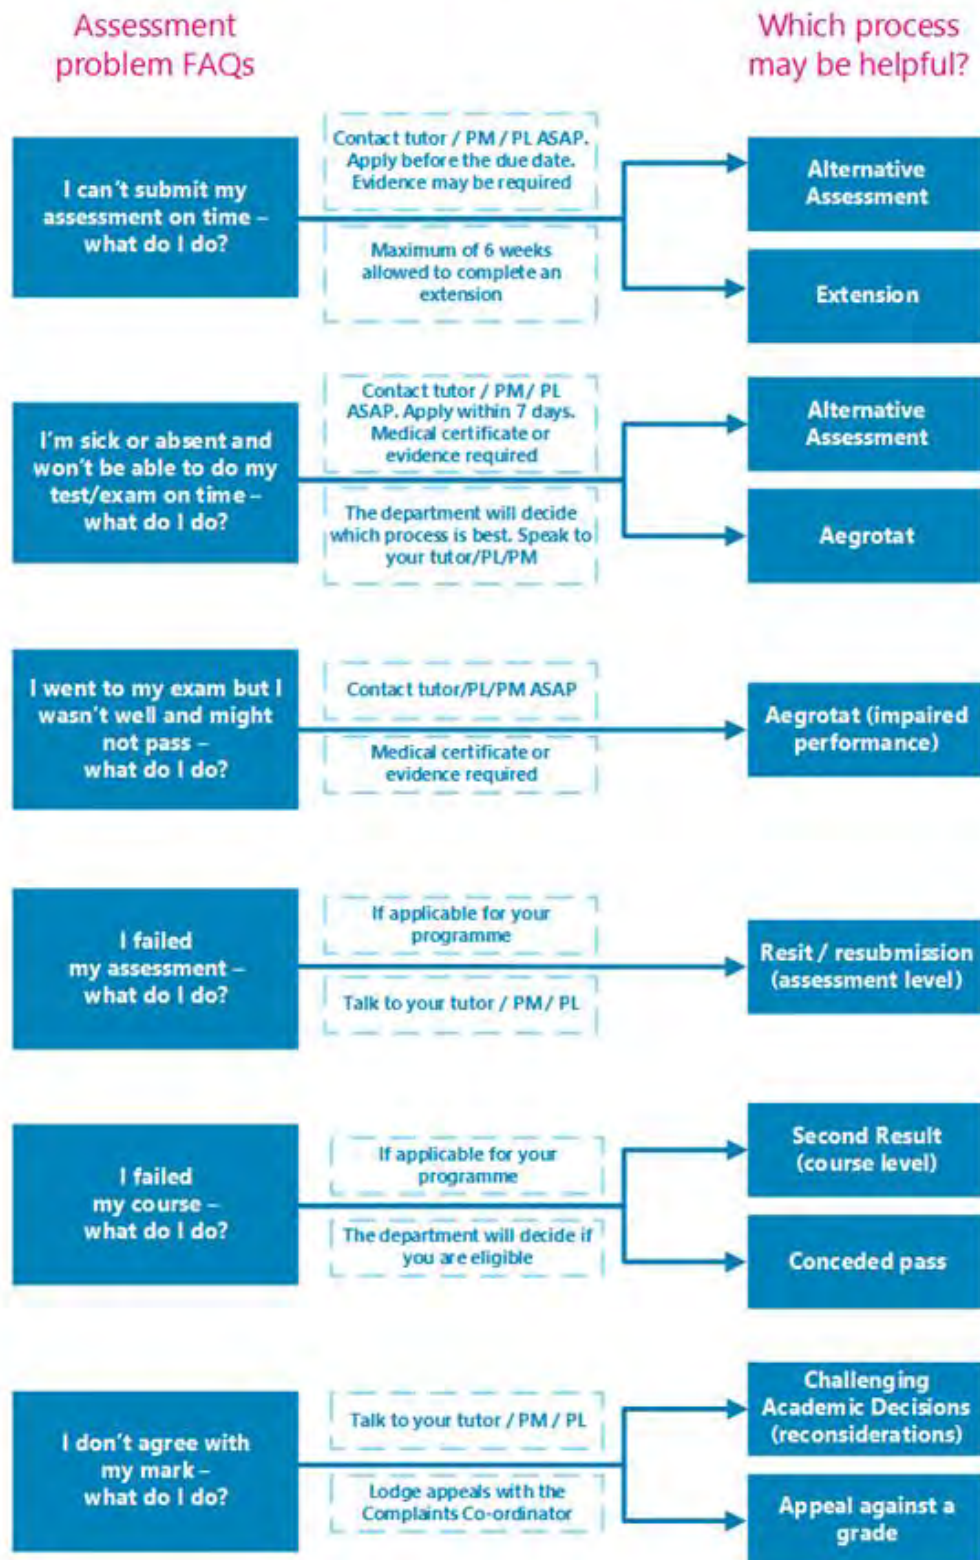 Assessment
problem FAQs
Which process
may be helpful?
I can't submit my
assessment on time –
what do I do?
Contact tutor / PM / PL ASAP.
Apply before the due date.
Evidence may be required
Maximum of 6 weeks
allowed to complete an
extension
Alternative
Assessment
Extension
I'm sick or absent and
won't be able to do my
test/exam on time –
what do I do?
Contact tutor / PM / PL
ASAP. Apply within 7 days.
Medical certificate or
evidence required
The department will decide
which process is best. Speak to
your tutor/PL/PM
Alternative
Assessment
Aegrotat
I went to my exam but I
wasn't well and might
not pass –
what do I do?
Contact tutor/PL/PM ASAP
Medical certificate or
evidence required
Aegrotat (impaired
performance)
I failed
my assessment –
what do I do?
If applicable for your
programme
Talk to your tutor / PM / PL
Resit / resubmission
(assessment level)
I failed
my course –
what do I do?
If applicable for your
programme
The department will decide if
you are eligible
Second Result
(course level)
Conceded pass
I don't agree with
my mark –
what do I do?
Talk to your tutor / PM / PL
Lodge appeals with the
Complaints Co-ordinator
Challenging
Academic Decisions
(reconsiderations)
Appeal against a
grade